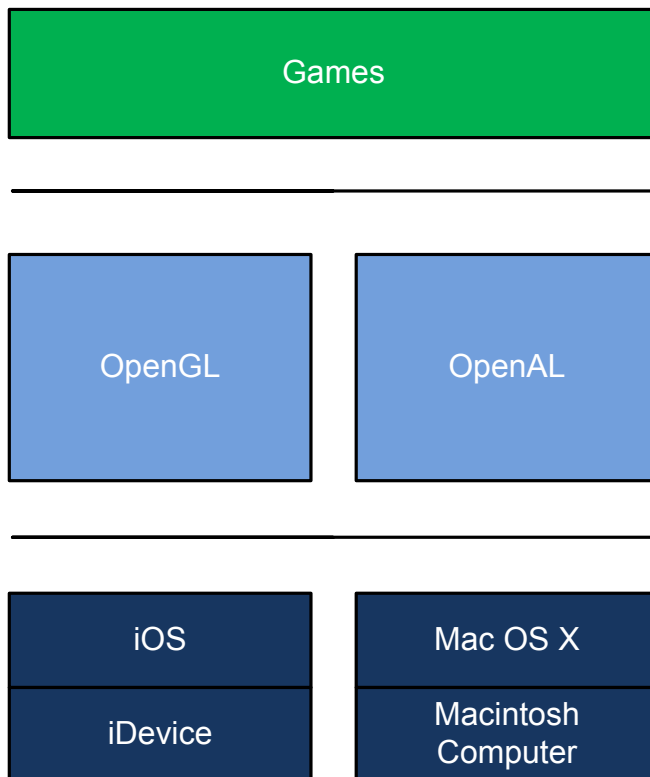 Games
OpenGL
OpenAL
iOS
Mac OS X
iDevice
Macintosh
Computer